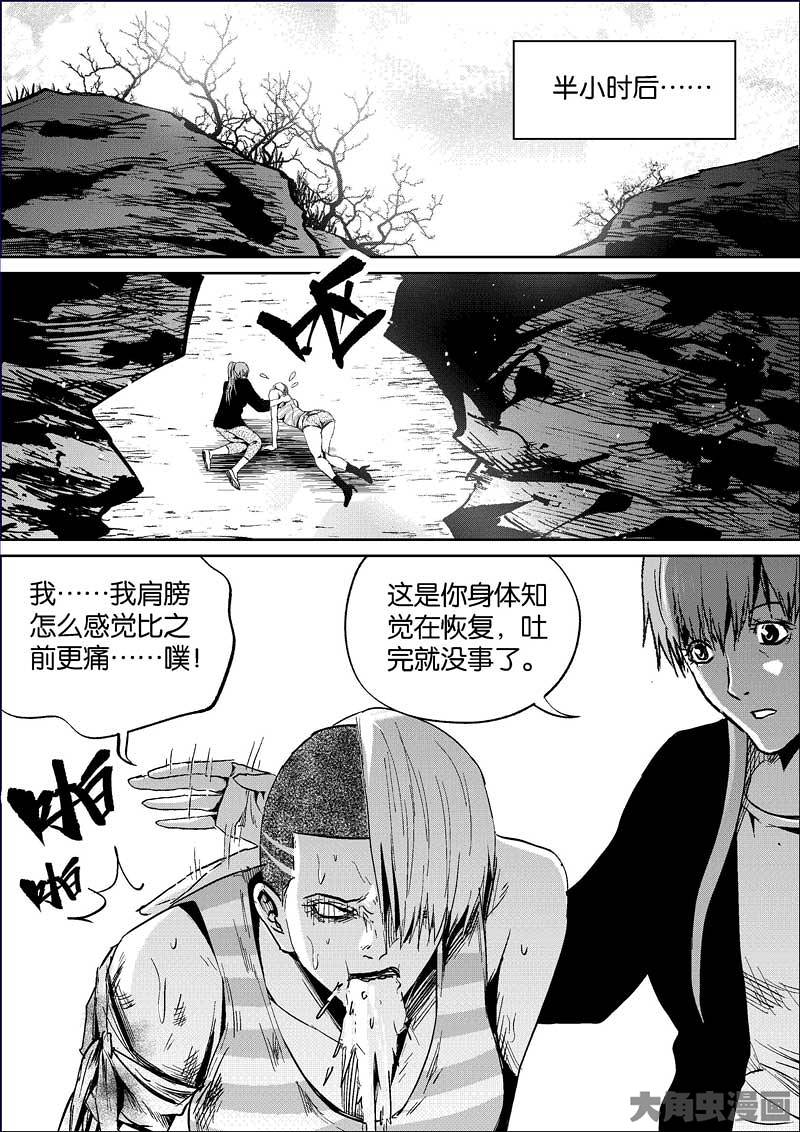 半小时后……
我……我肩膀
怎么感觉比之
前更痛……噗！
这是你身体知
觉在恢复，吐
完就没事了。
啪
啪
大角虫漫画